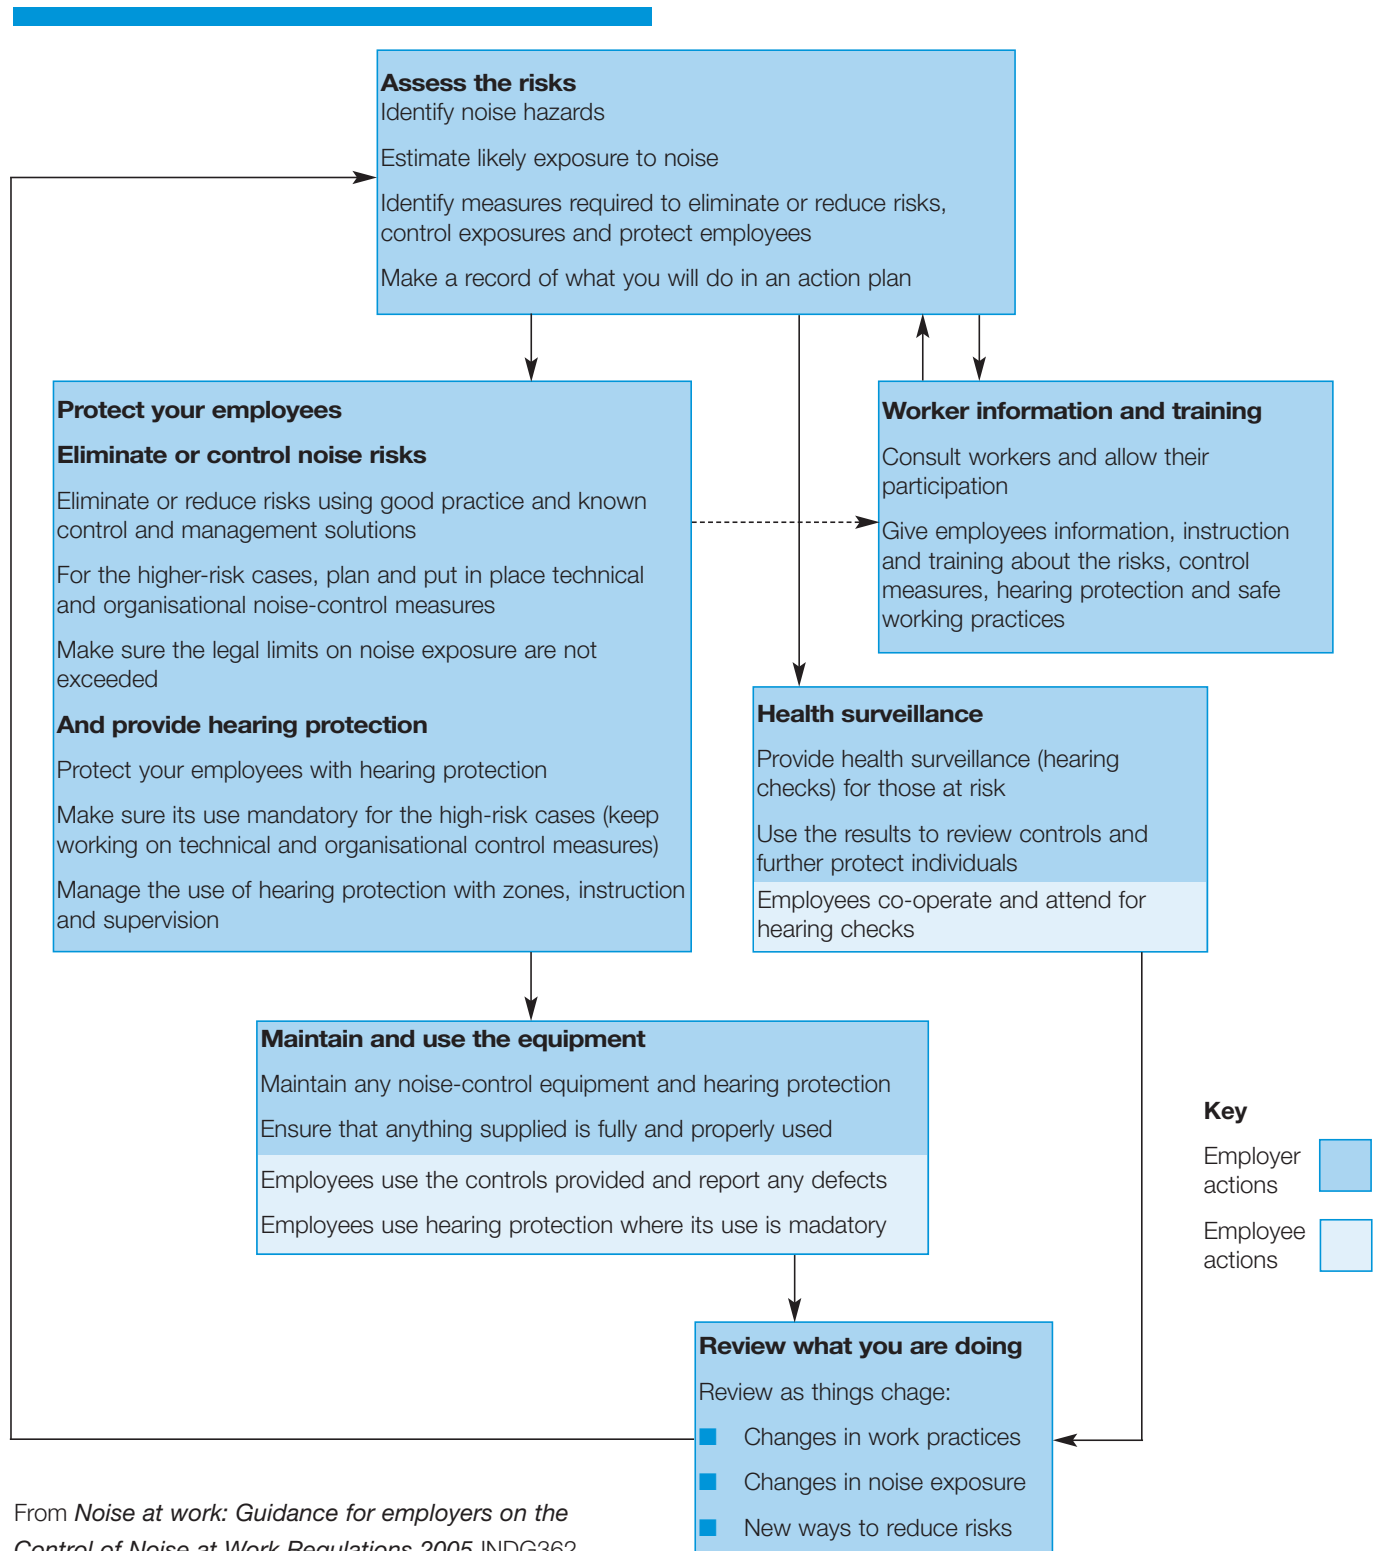 Assess the risks
Identify noise hazards
Estimate likely exposure to noise
Identify measures required to eliminate or reduce risks,
control exposures and protect employees
Make a record of what you will do in an action plan
Protect your employees
Eliminate or control noise risks
Eliminate or reduce risks using good practice and known
control and management solutions
For the higher-risk cases, plan and put in place technical
and organisational noise-control measures
Make sure the legal limits on noise exposure are not
exceeded
And provide hearing protection
Protect your employees with hearing protection
Make sure its use mandatory for the high-risk cases (keep
working on technical and organisational control measures)
Manage the use of hearing protection with zones, instruction
and supervision
Worker information and training
Consult workers and allow their
participation
Give employees information, instruction
and training about the risks, control
measures, hearing protection and safe
working practices
Health surveillance
Provide health surveillance (hearing
checks) for those at risk
Use the results to review controls and
further protect individuals
Employees co-operate and attend for
hearing checks
Maintain and use the equipment
Maintain any noise-control equipment and hearing protection
Ensure that anything supplied is fully and properly used
Employees use the controls provided and report any defects
Employees use hearing protection where its use is madatory
Key
Employer
actions
Employee
actions
Review what you are doing
Review as things chage:
■ Changes in work practices
■ Changes in noise exposure
■ New ways to reduce risks
From Noise at work: Guidance for employers on the
Control of Noise at Work Regulations 2005 INDG362